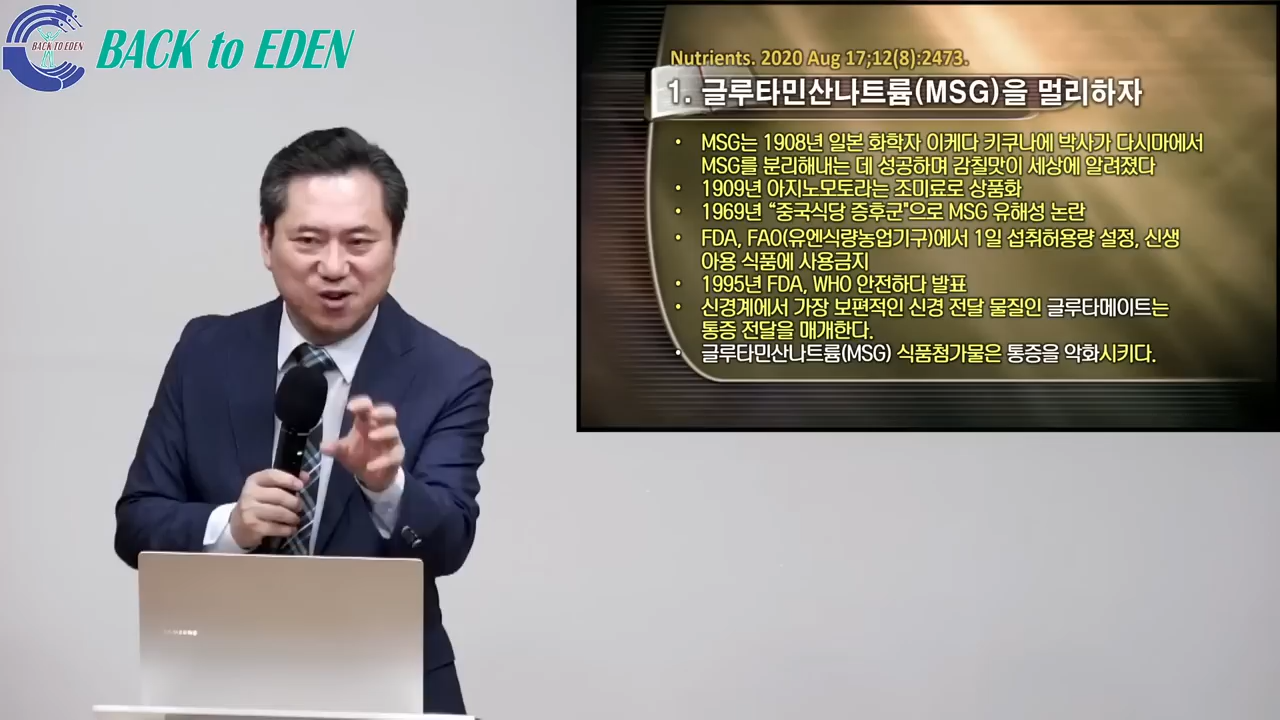 BACK TO EDEN
BACK to EDEN
Nutrients. 2020 Aug 17;12(8):2473.
1. 글루타민산나트륨(MSG)을 멀리하자
• MSG는 1908년 일본 화학자 이케다 키쿠나에 박사가 다시마에서
MSG를 분리해내는 데 성공하며 감칠맛이 세상에 알려졌다
• 1909년 아지노모토라는 조미료로 상품화
• 1969년 “중국식당 증후군"으로 MSG 유해성 논란
• FDA, FAO(유엔식량농업기구)에서 1일 섭취허용량 설정, 신생
아용 식품에 사용금지
• 1995년 FDA, WHO 안전하다 발표
• 신경계에서 가장 보편적인 신경 전달 물질인 글루타메이트는
통증 전달을 매개한다.
• 글루타민산나트륨(MSG) 식품첨가물은 통증을 악화시키다.
SAMSUNG